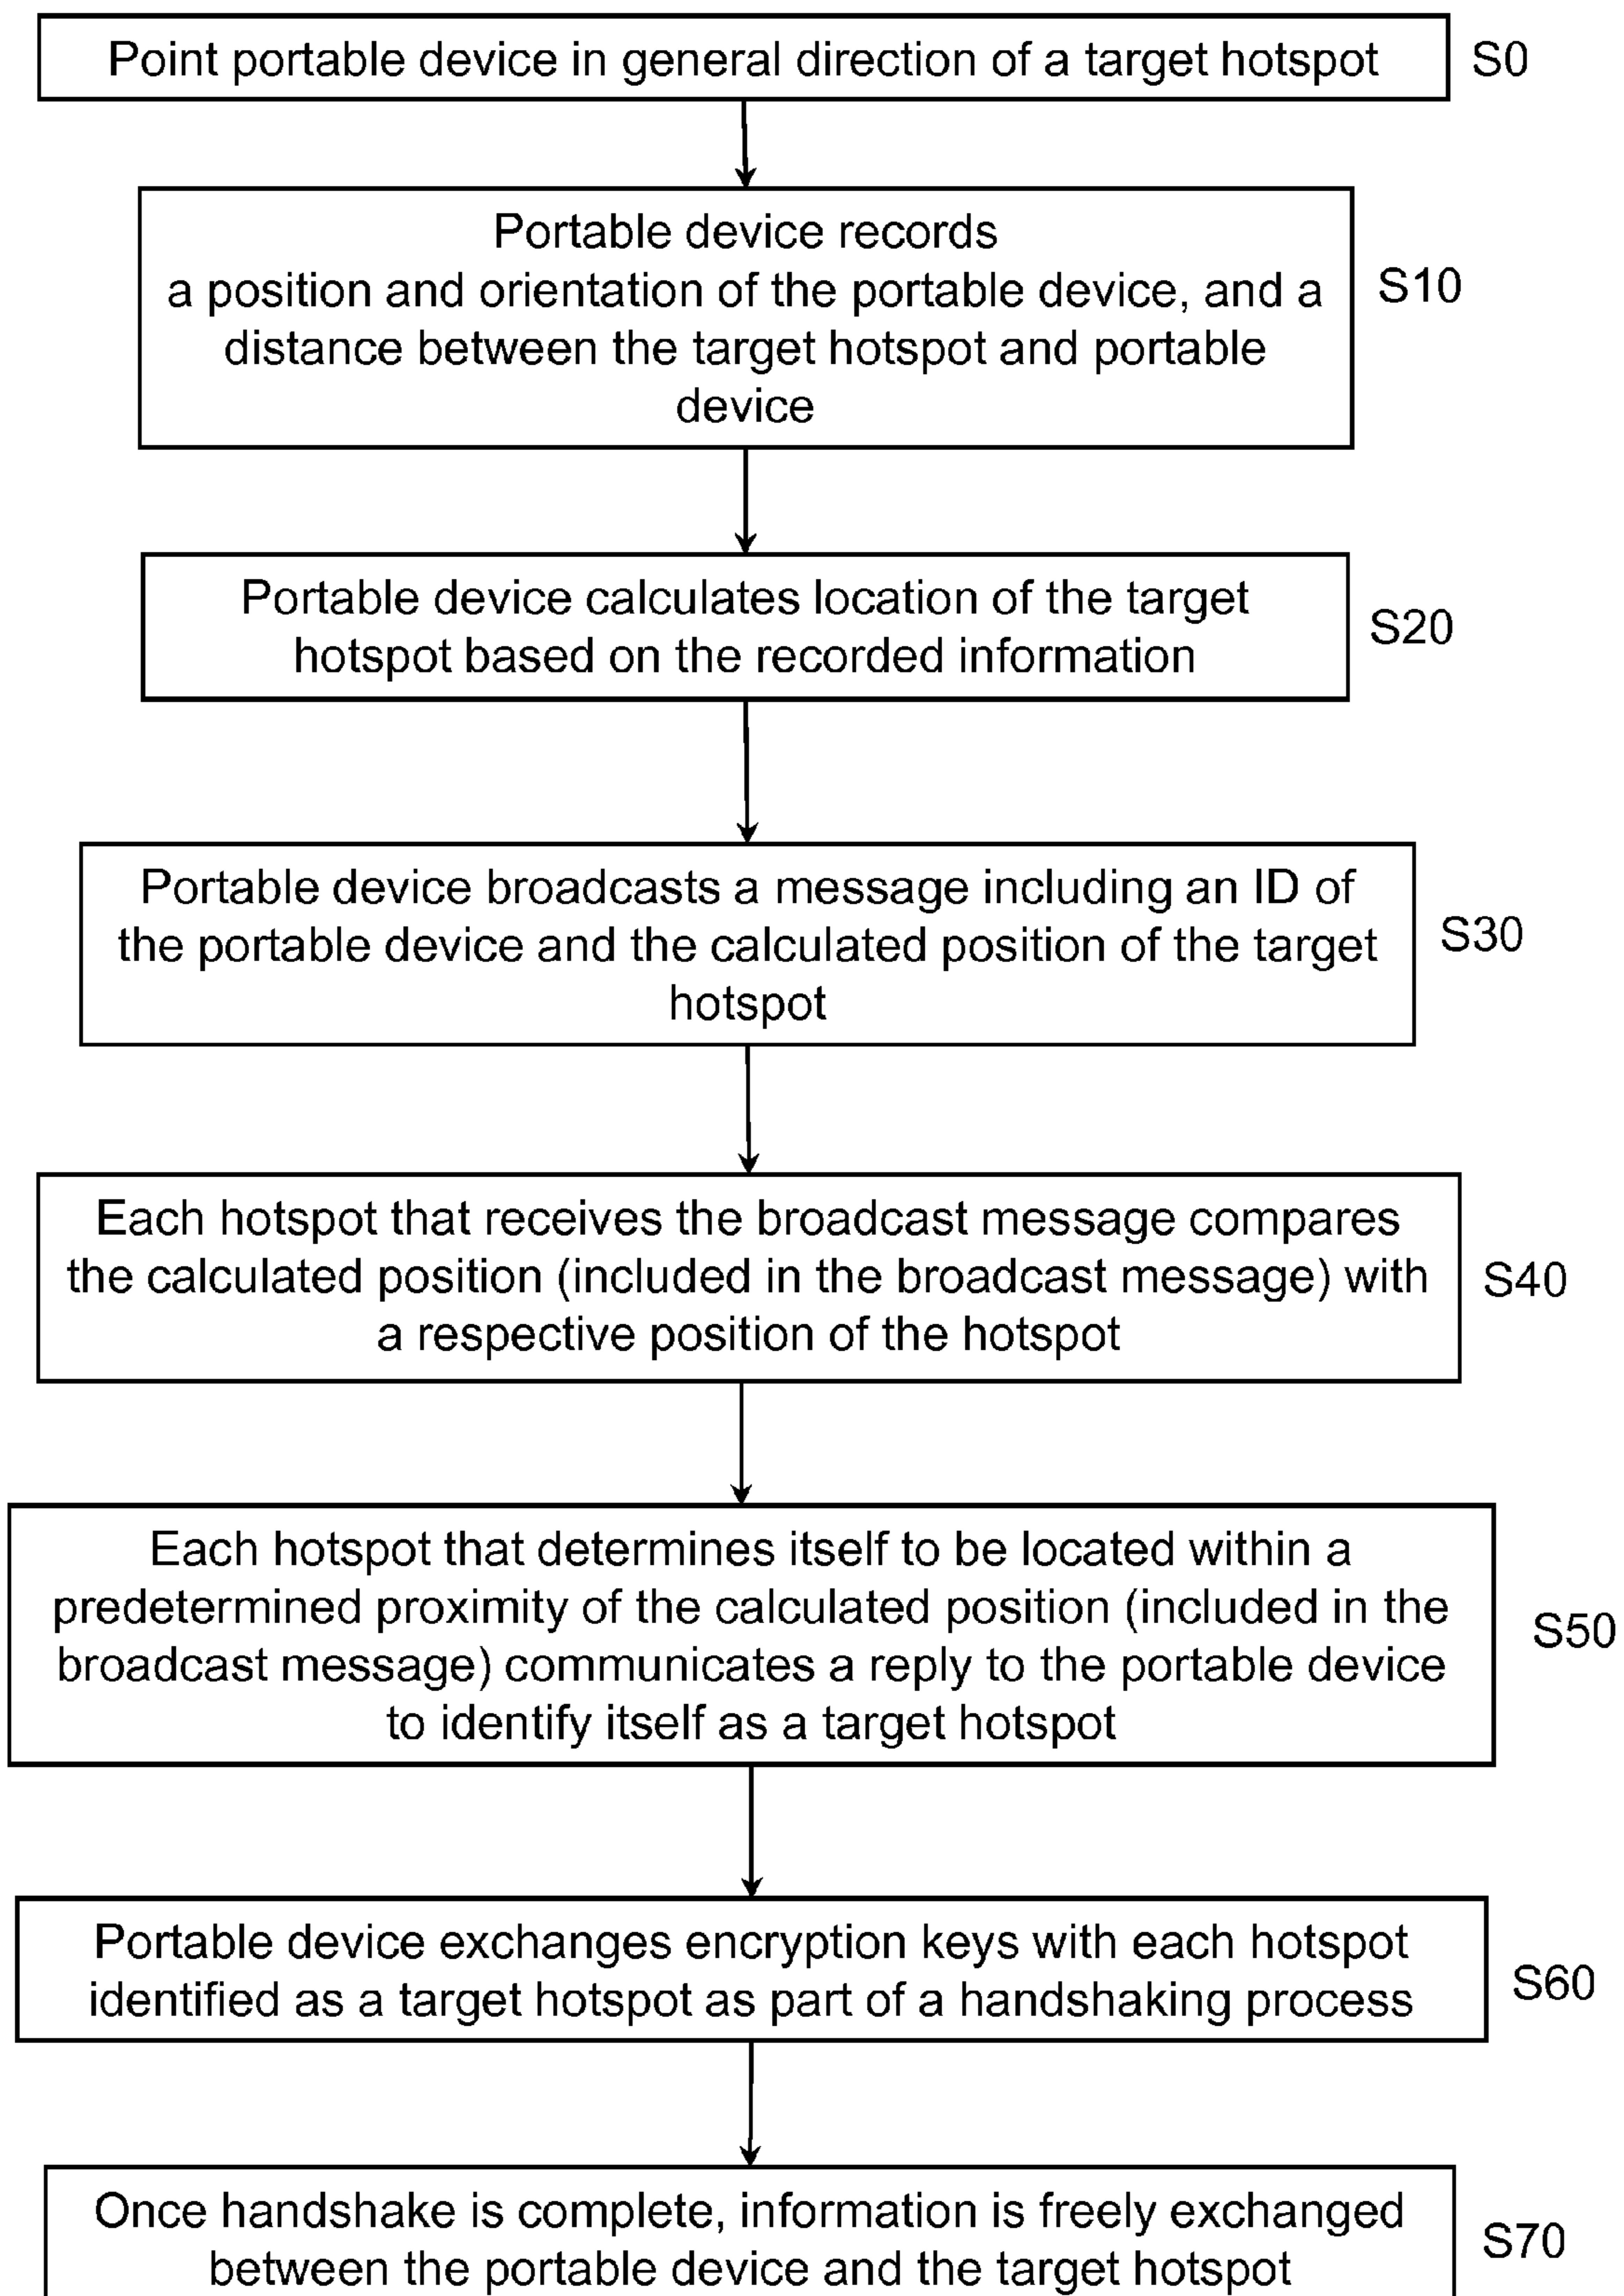 Point portable device in general direction of a target hotspot
S0
Portable device records
a position and orientation of the portable device, and a
distance between the target hotspot and portable
device
S10
Portable device calculates location of the target
hotspot based on the recorded information
S20
Portable device broadcasts a message including an ID of
the portable device and the calculated position of the target
hotspot
S30
Each hotspot that receives the broadcast message compares
the calculated position (included in the broadcast message) with
a respective position of the hotspot
S40
Each hotspot that determines itself to be located within a
predetermined proximity of the calculated position (included in the
broadcast message) communicates a reply to the portable device
to identify itself as a target hotspot
S50
Portable device exchanges encryption keys with each hotspot
identified as a target hotspot as part of a handshaking process
S60
Once handshake is complete, information is freely exchanged
between the portable device and the target hotspot
S70